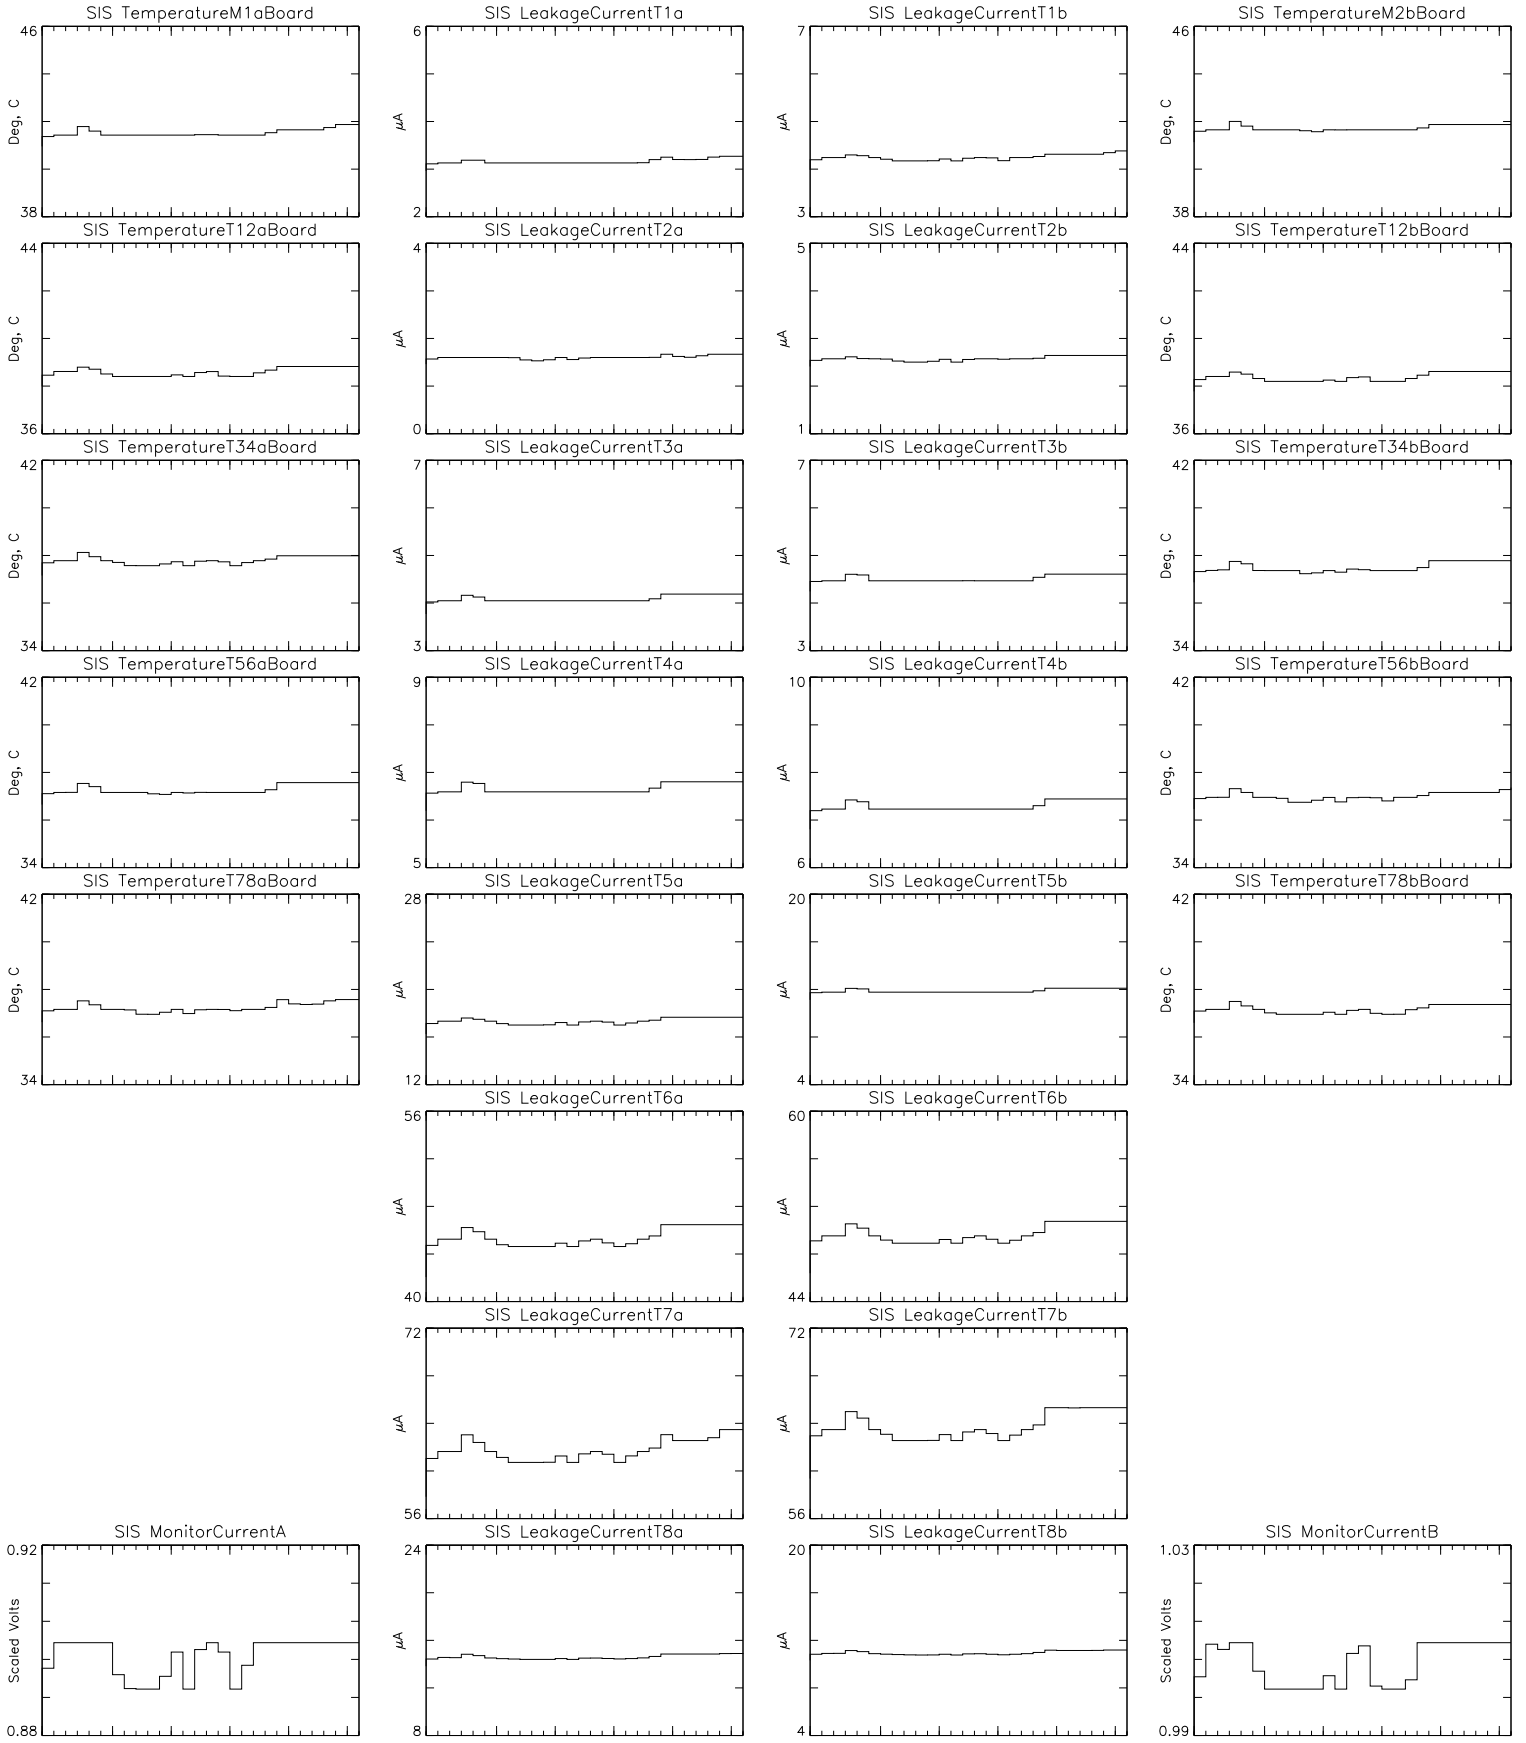 SIS TemperatureM1aBoard
SIS LeakageCurrentT1a
SIS LeakageCurrentT1b
SIS TemperatureM2bBoard
46
Deg, C
38
6
μA
2
7
μA
3
46
Deg, C
38
SIS TemperatureT12aBoard
SIS LeakageCurrentT2a
SIS LeakageCurrentT2b
SIS TemperatureT12bBoard
44
Deg, C
36
4
μA
0
5
μA
1
44
Deg, C
36
SIS TemperatureT34aBoard
SIS LeakageCurrentT3a
SIS LeakageCurrentT3b
SIS TemperatureT34bBoard
42
Deg, C
34
7
μA
3
7
μA
3
42
Deg, C
34
SIS TemperatureT56aBoard
SIS LeakageCurrentT4a
SIS LeakageCurrentT4b
SIS TemperatureT56bBoard
42
Deg, C
34
9
μA
5
10
μA
6
42
Deg, C
34
SIS TemperatureT78aBoard
SIS LeakageCurrentT5a
SIS LeakageCurrentT5b
SIS TemperatureT78bBoard
42
Deg, C
34
28
μA
12
20
μA
4
42
Deg, C
34
SIS LeakageCurrentT6a
SIS LeakageCurrentT6b
56
μA
40
60
μA
44
SIS LeakageCurrentT7a
SIS LeakageCurrentT7b
72
μA
56
72
μA
56
SIS MonitorCurrentA
SIS LeakageCurrentT8a
SIS LeakageCurrentT8b
SIS MonitorCurrentB
0.92
Scaled Volts
0.88
24
μA
8
20
μA
4
1.03
Scaled Volts
0.99